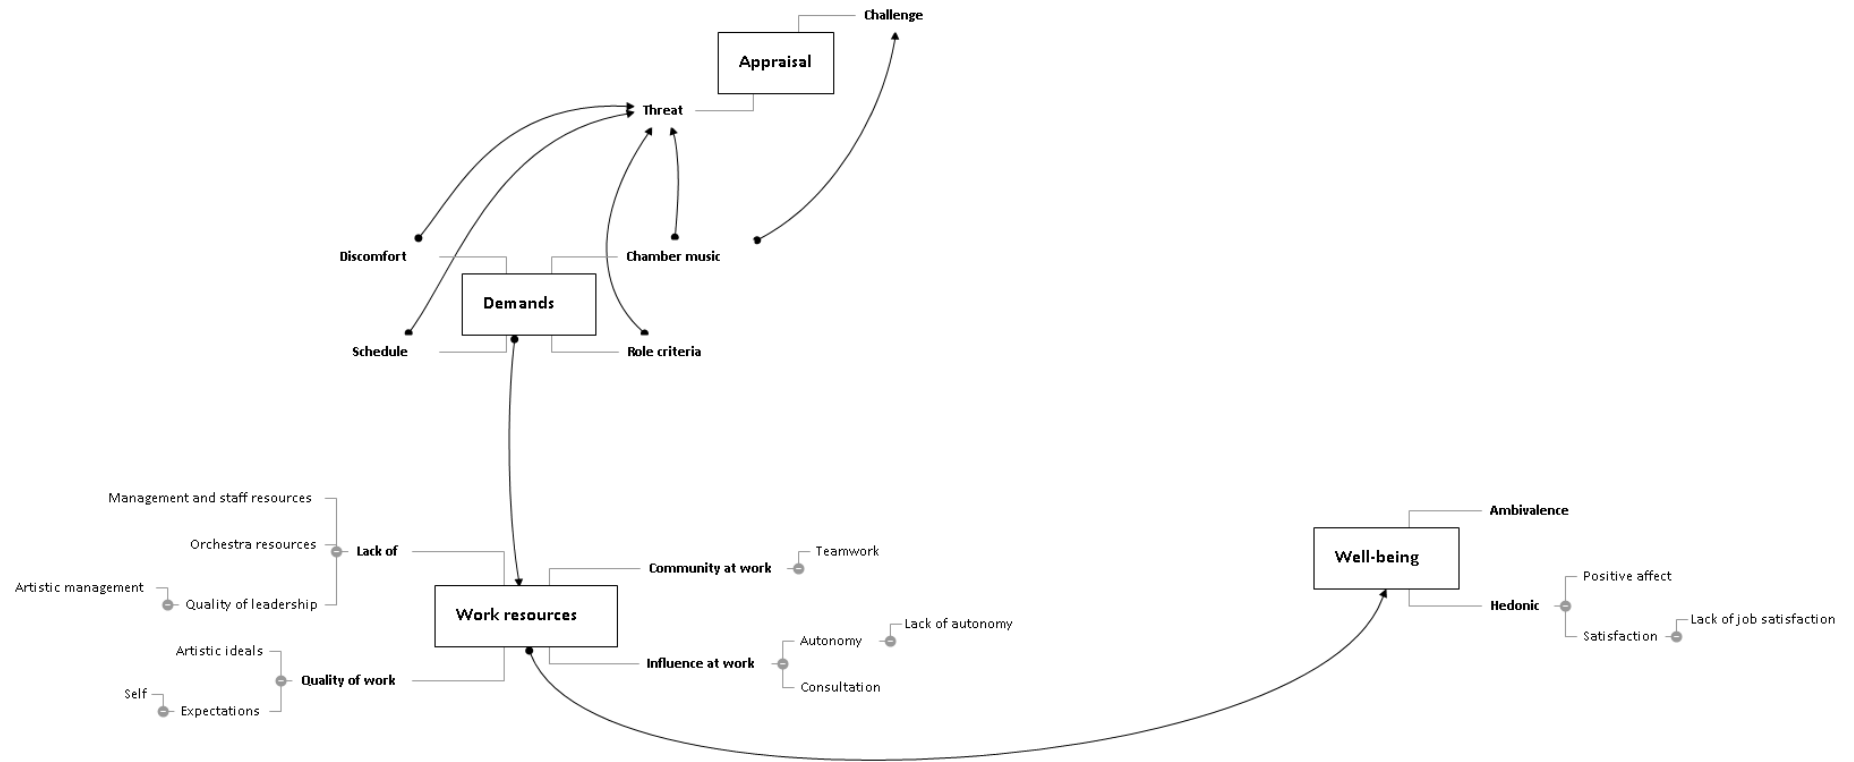 Challenge
Appraisal
Threat
Discomfort
Chamber music
Demands
Schedule
Role criteria
Management and staff resources
Orchestra resources
Lack of
Artistic management
Quality of leadership
Community at work
Teamwork
Work resources
Artistic ideals
Quality of work
Self
Expectations
Influence at work
Autonomy
Lack of autonomy
Consultation
Ambivalence
Well-being
Positive affect
Hedonic
Satisfaction
Lack of job satisfaction